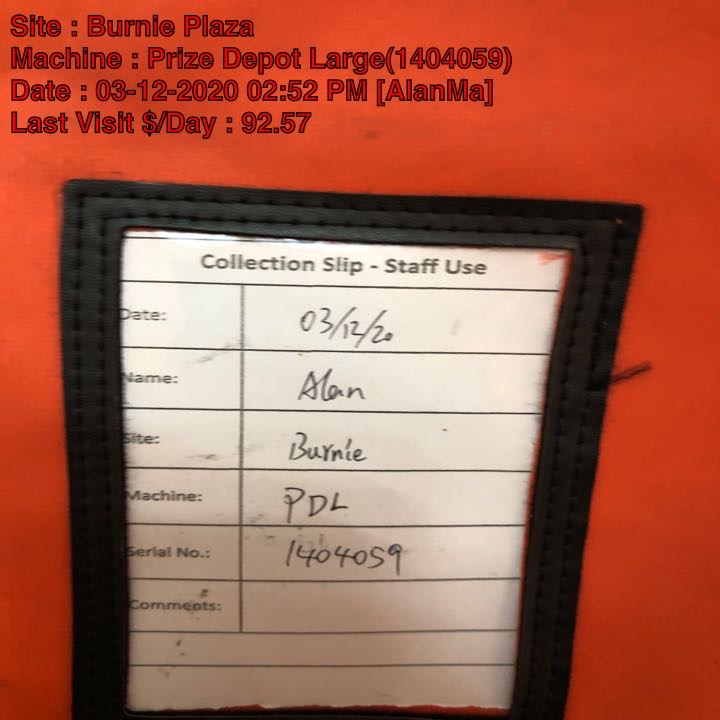 Site : Burnie Plaza
Machine : Prize Depot Large(1404059)
Date : 03-12-2020 02:52 PM [AlanMa]
Last Visit $/Day : 92.57
Collection Slip - Staff Use
Date: 03/12/20
Name: Alan
Site: Burnie
Machine: PDL
Serial No.: 1404059
Comments: